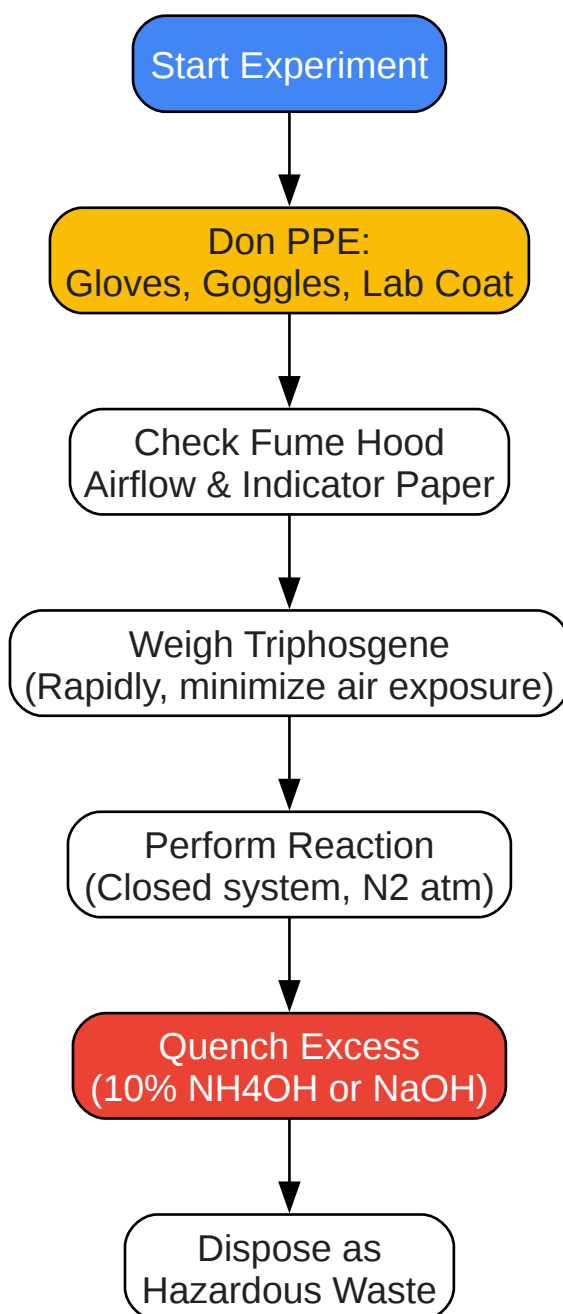 Start Experiment
Don PPE:
Gloves, Goggles, Lab Coat
Check Fume Hood
Airflow & Indicator Paper
Weigh Triphosgene
(Rapidly, minimize air exposure)
Perform Reaction
(Closed system, N2 atm)
Quench Excess
(10% NH4OH or NaOH)
Dispose as
Hazardous Waste